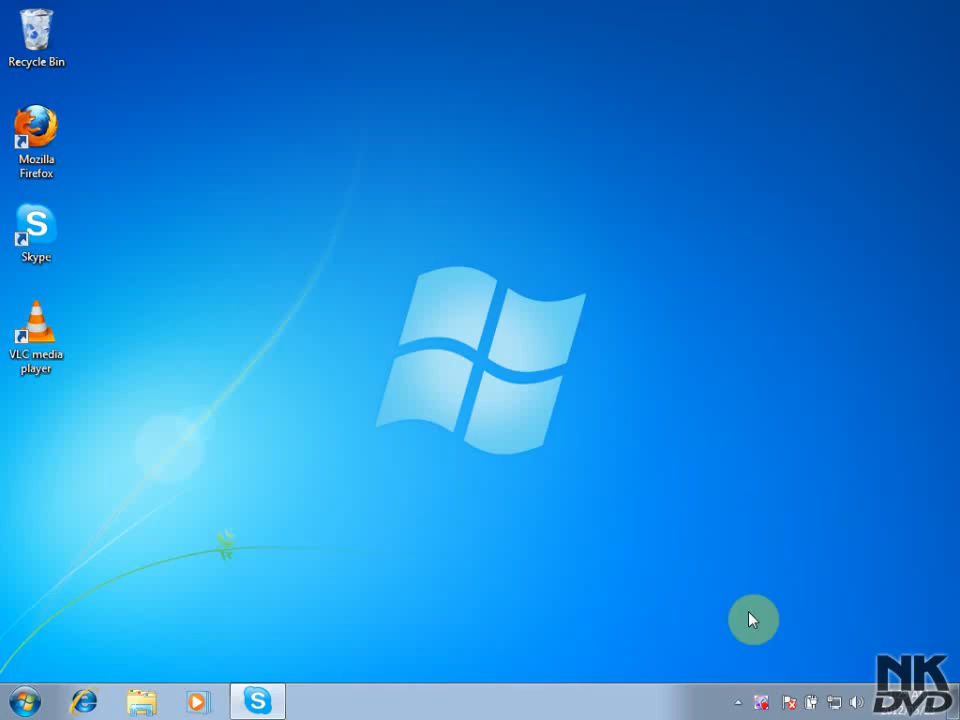 Recycle Bin
Mozilla
Firefox
Skype
VLC media
player
NK
DVD